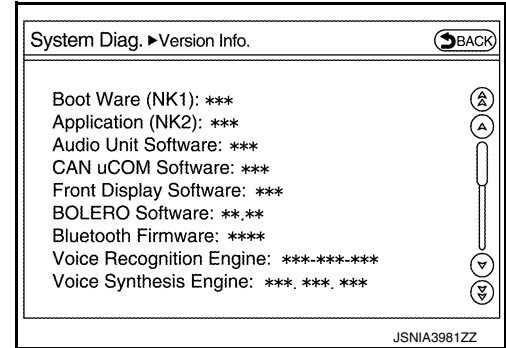 System Diag. ▶Version Info.
BACK
Boot Ware (NK1): ***
Application (NK2): ***
Audio Unit Software: ***
CAN uCOM Software: ***
Front Display Software: ***
BOLERO Software: **.**
Bluetooth Firmware: ****
Voice Recognition Engine: ***-***-***
Voice Synthesis Engine: ***. ***. ***
JSNIA3981ZZ